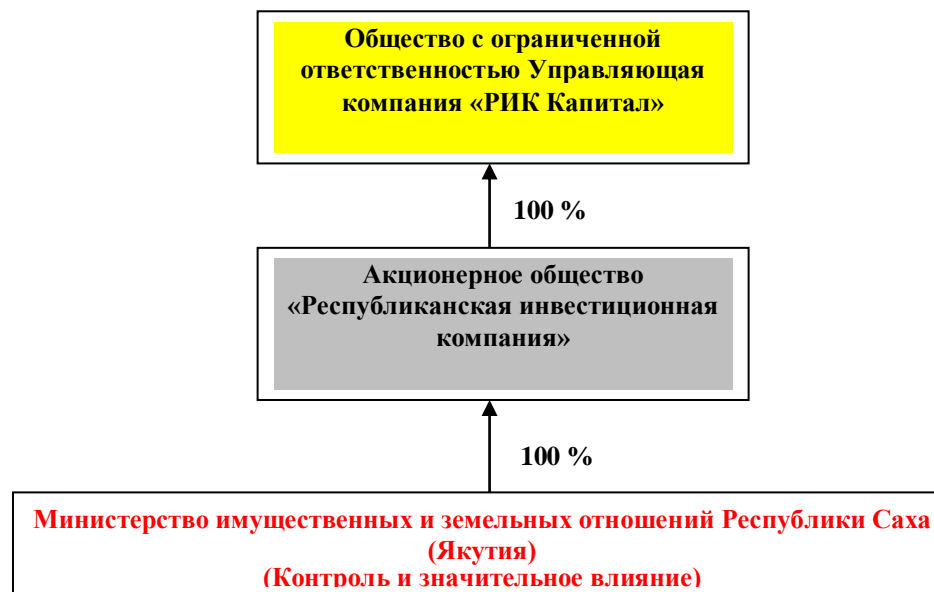 Общество с ограниченной
ответственностью Управляющая
компания «РИК Капитал»
100 %
Акционерное общество
«Республиканская инвестиционная
компания»
100 %
Министерство имущественных и земельных отношений Республики Саха
(Якутия)
(Контроль и значительное влияние)